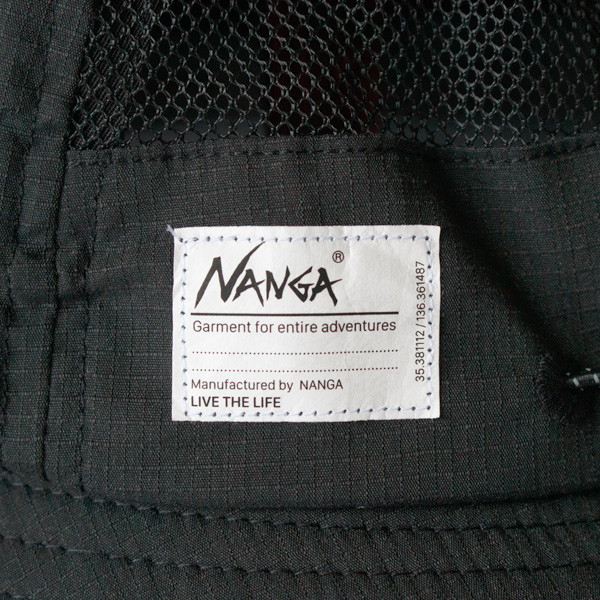 NANGA®
Garment for entire adventures
Manufactured by NANGA
LIVE THE LIFE
35.381112 / 136.361487